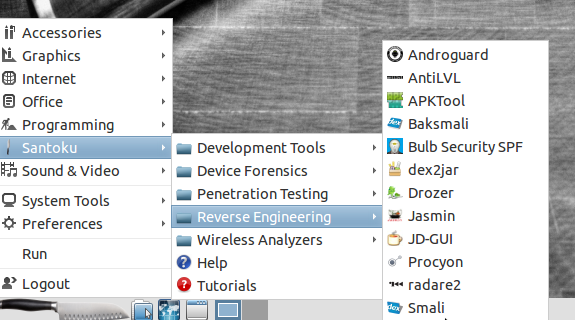 Accessories
Graphics
Internet
Office
Programming
Santoku
Sound & Video
System Tools
Preferences
Run
Logout
Development Tools
Device Forensics
Penetration Testing
Reverse Engineering
Wireless Analyzers
Help
Tutorials
Androguard
AntiLVL
APKTool
Baksmali
Bulb Security SPF
dex2jar
Drozer
Jasmin
JD-GUI
Procyon
radare2
Smali